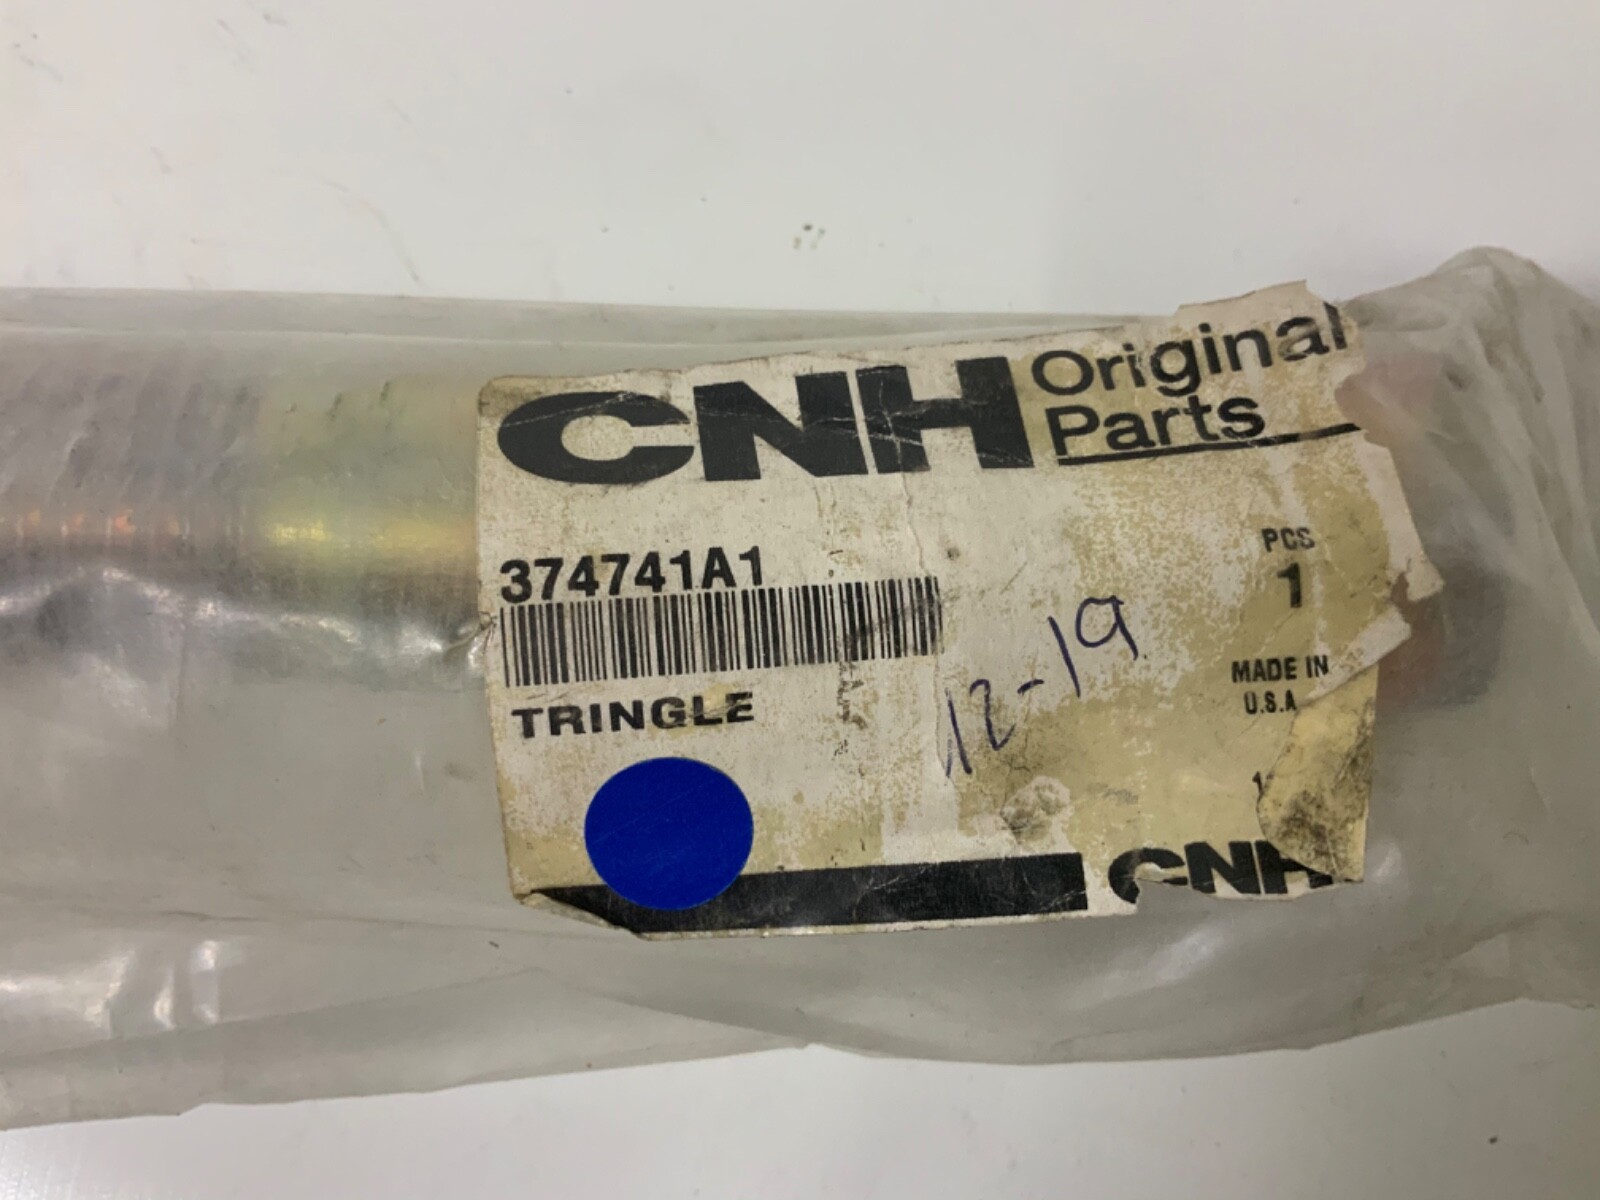 CNH Original
Parts
374741A1
PCS
1
TRINGLE
12-19
MADE IN
U.S.A
CNH